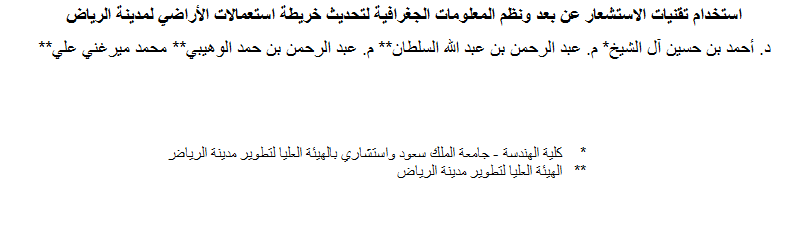 استخدام تقنيات الاستشعار عن بعد ونظم المعلومات الجغرافية لتحديث خريطة استعمالات الأراضي لمدينة الرياض
د. أحمد بن حسين آل الشيخ* م. عبد الرحمن بن عبد الله السلطان** م. عبد الرحمن بن حمد الوهيبي** محمد ميرغني علي**
* كلية الهندسة - جامعة الملك سعود واستشاري بالهيئة العليا لتطوير مدينة الرياض
** الهيئة العليا لتطوير مدينة الرياض